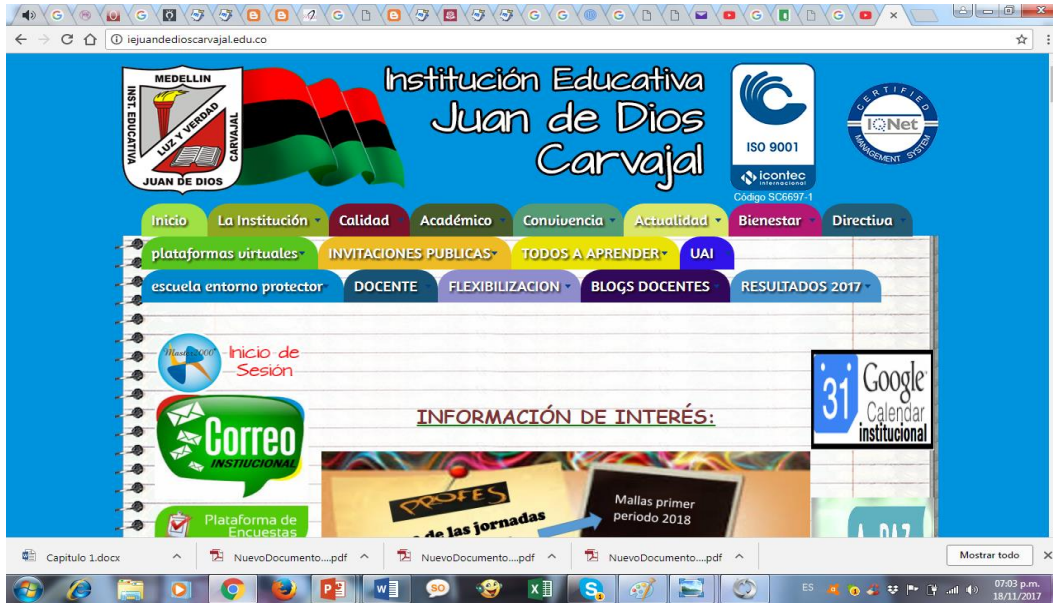 iejuandedioscarvajal.edu.co
MEDELLIN
INST. EDUCATIVA
LUZ Y VERDAD
CARVAJAL
JUAN DE DIOS
Institución Educativa
Juan de Dios
Carvajal
ISO 9001
icontec
internacional
Código SC6697-1
CERTIFIED
IQNet
MANAGEMENT SYSTEM
Inicio La Institución Calidad Académico Convivencia Actualidad Bienestar Directiva
plataformas virtuales INVITACIONES PUBLICAS TODOS A APRENDER UAI
escuela entorno protector DOCENTE FLEXIBILIZACION BLOGS DOCENTES RESULTADOS 2017
Master2000
Inicio de
Sesión
Correo
INSTIUCIONAL
Plataforma de
Encuestas
INFORMACIÓN DE INTERÉS:
PROFES
de las jornadas
Mallas primer
periodo 2018
31 Google
Calendar
institucional
A PAZ
Capitulo 1.docx NuevoDocumento....pdf NuevoDocumento....pdf NuevoDocumento....pdf Mostrar todo
ES 07:03 p.m.
18/11/2017